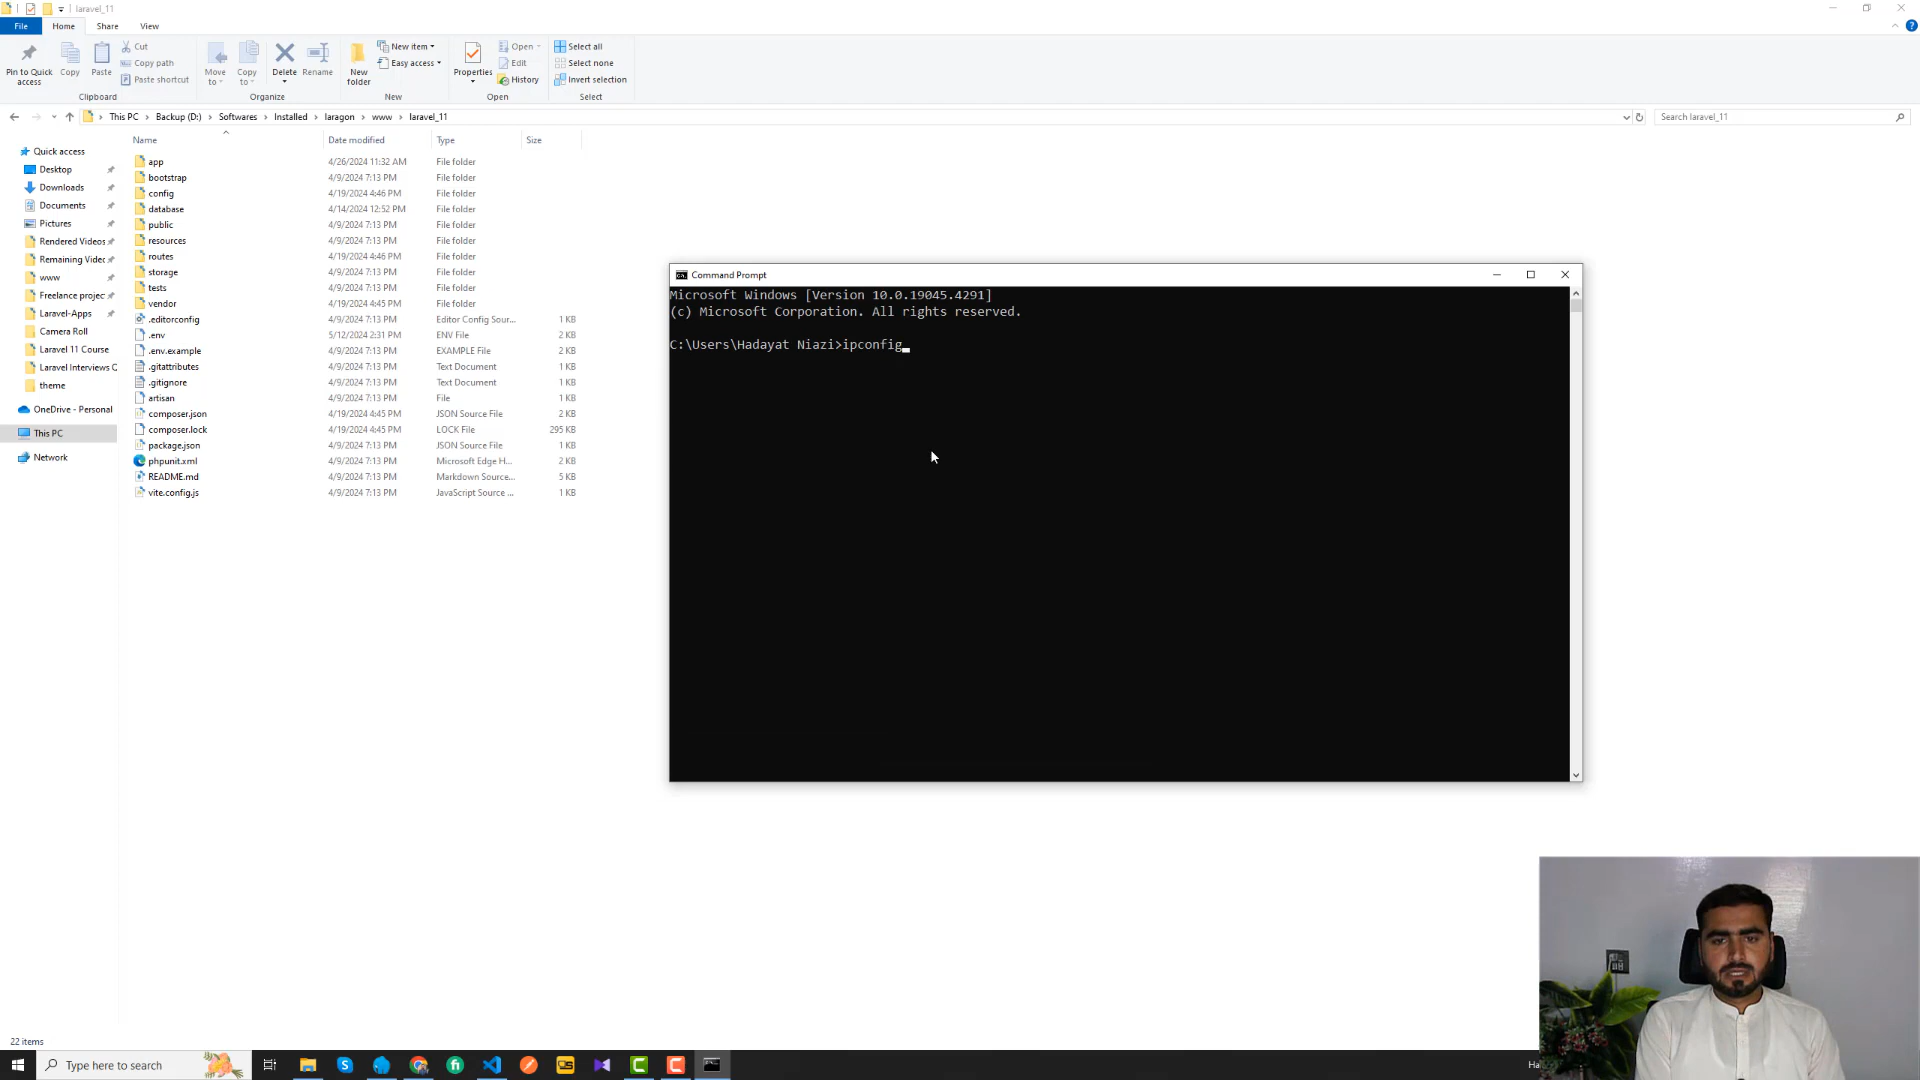 laravel_11
File Home Share View
Pin to Quick access
Copy
Paste
Cut
Copy path
Paste shortcut
Clipboard
Move to
Copy to
Delete
Rename
Organize
New folder
New item
Easy access
New
Properties
Open
Edit
History
Open
Select all
Select none
Invert selection
Select
This PC > Backup (D:) > Softwares > Installed > laragon > www > laravel_11
Search laravel_11
Name Date modified Type Size
Quick access
Desktop
Downloads
Documents
Pictures
Rendered Videos
Remaining Videc
www
Freelance projec
Laravel-Apps
Camera Roll
Laravel 11 Course
Laravel Interviews Q
theme
OneDrive - Personal
This PC
Network
app 4/26/2024 11:32 AM File folder
bootstrap 4/9/2024 7:13 PM File folder
config 4/19/2024 4:46 PM File folder
database 4/14/2024 12:52 PM File folder
public 4/9/2024 7:13 PM File folder
resources 4/9/2024 7:13 PM File folder
routes 4/19/2024 4:46 PM File folder
storage 4/9/2024 7:13 PM File folder
tests 4/9/2024 7:13 PM File folder
vendor 4/19/2024 4:45 PM File folder
.editorconfig 4/9/2024 7:13 PM Editor Config Sour... 1 KB
.env 5/12/2024 2:31 PM ENV File 2 KB
.env.example 4/9/2024 7:13 PM EXAMPLE File 2 KB
.gitattributes 4/9/2024 7:13 PM Text Document 1 KB
.gitignore 4/9/2024 7:13 PM Text Document 1 KB
artisan 4/9/2024 7:13 PM File 1 KB
composer.json 4/19/2024 4:45 PM JSON Source File 2 KB
composer.lock 4/19/2024 4:45 PM LOCK File 295 KB
package.json 4/9/2024 7:13 PM JSON Source File 1 KB
phpunit.xml 4/9/2024 7:13 PM Microsoft Edge H... 2 KB
README.md 4/9/2024 7:13 PM Markdown Source... 5 KB
vite.config.js 4/9/2024 7:13 PM JavaScript Source ... 1 KB
Command Prompt
Microsoft Windows [Version 10.0.19045.4291]
(c) Microsoft Corporation. All rights reserved.
C:\Users\Hadayat Niazi>ipconfig
22 items
Type here to search
Ha